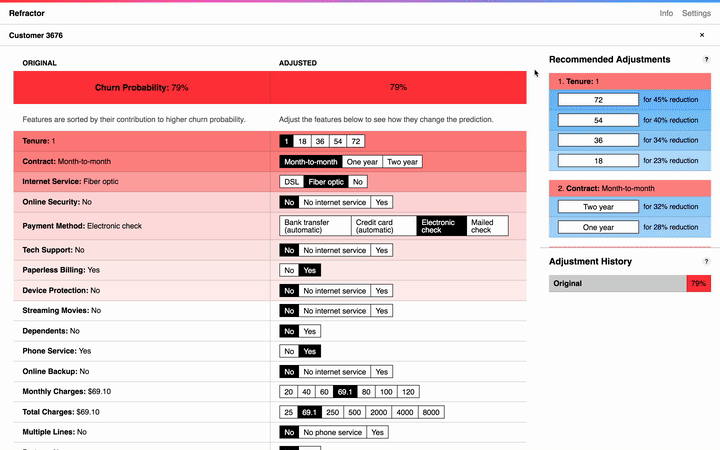 Refractor
Info Settings
Customer 3676
×
ORIGINAL
ADJUSTED
Churn Probability: 79%
79%
Features are sorted by their contribution to higher churn probability.
Adjust the features below to see how they change the prediction.
Tenure: 1
1 18 36 54 72
Contract: Month-to-month
Month-to-month One year Two year
Internet Service: Fiber optic
DSL Fiber optic No
Online Security: No
No No internet service Yes
Payment Method: Electronic check
Bank transfer (automatic) Credit card (automatic) Electronic check Mailed check
Tech Support: No
No No internet service Yes
Paperless Billing: Yes
No Yes
Device Protection: No
No No internet service Yes
Streaming Movies: No
No No internet service Yes
Dependents: No
No Yes
Phone Service: Yes
No Yes
Online Backup: No
No No internet service Yes
Monthly Charges: $69.10
20 40 60 69.1 80 100 120
Total Charges: $69.10
25 69.1 250 500 2000 4000 8000
Multiple Lines: No
No No phone service Yes
Recommended Adjustments ?
1. Tenure: 1
72 for 45% reduction
54 for 40% reduction
36 for 34% reduction
18 for 23% reduction
2. Contract: Month-to-month
Two year for 32% reduction
One year for 28% reduction
Adjustment History ?
Original 79%